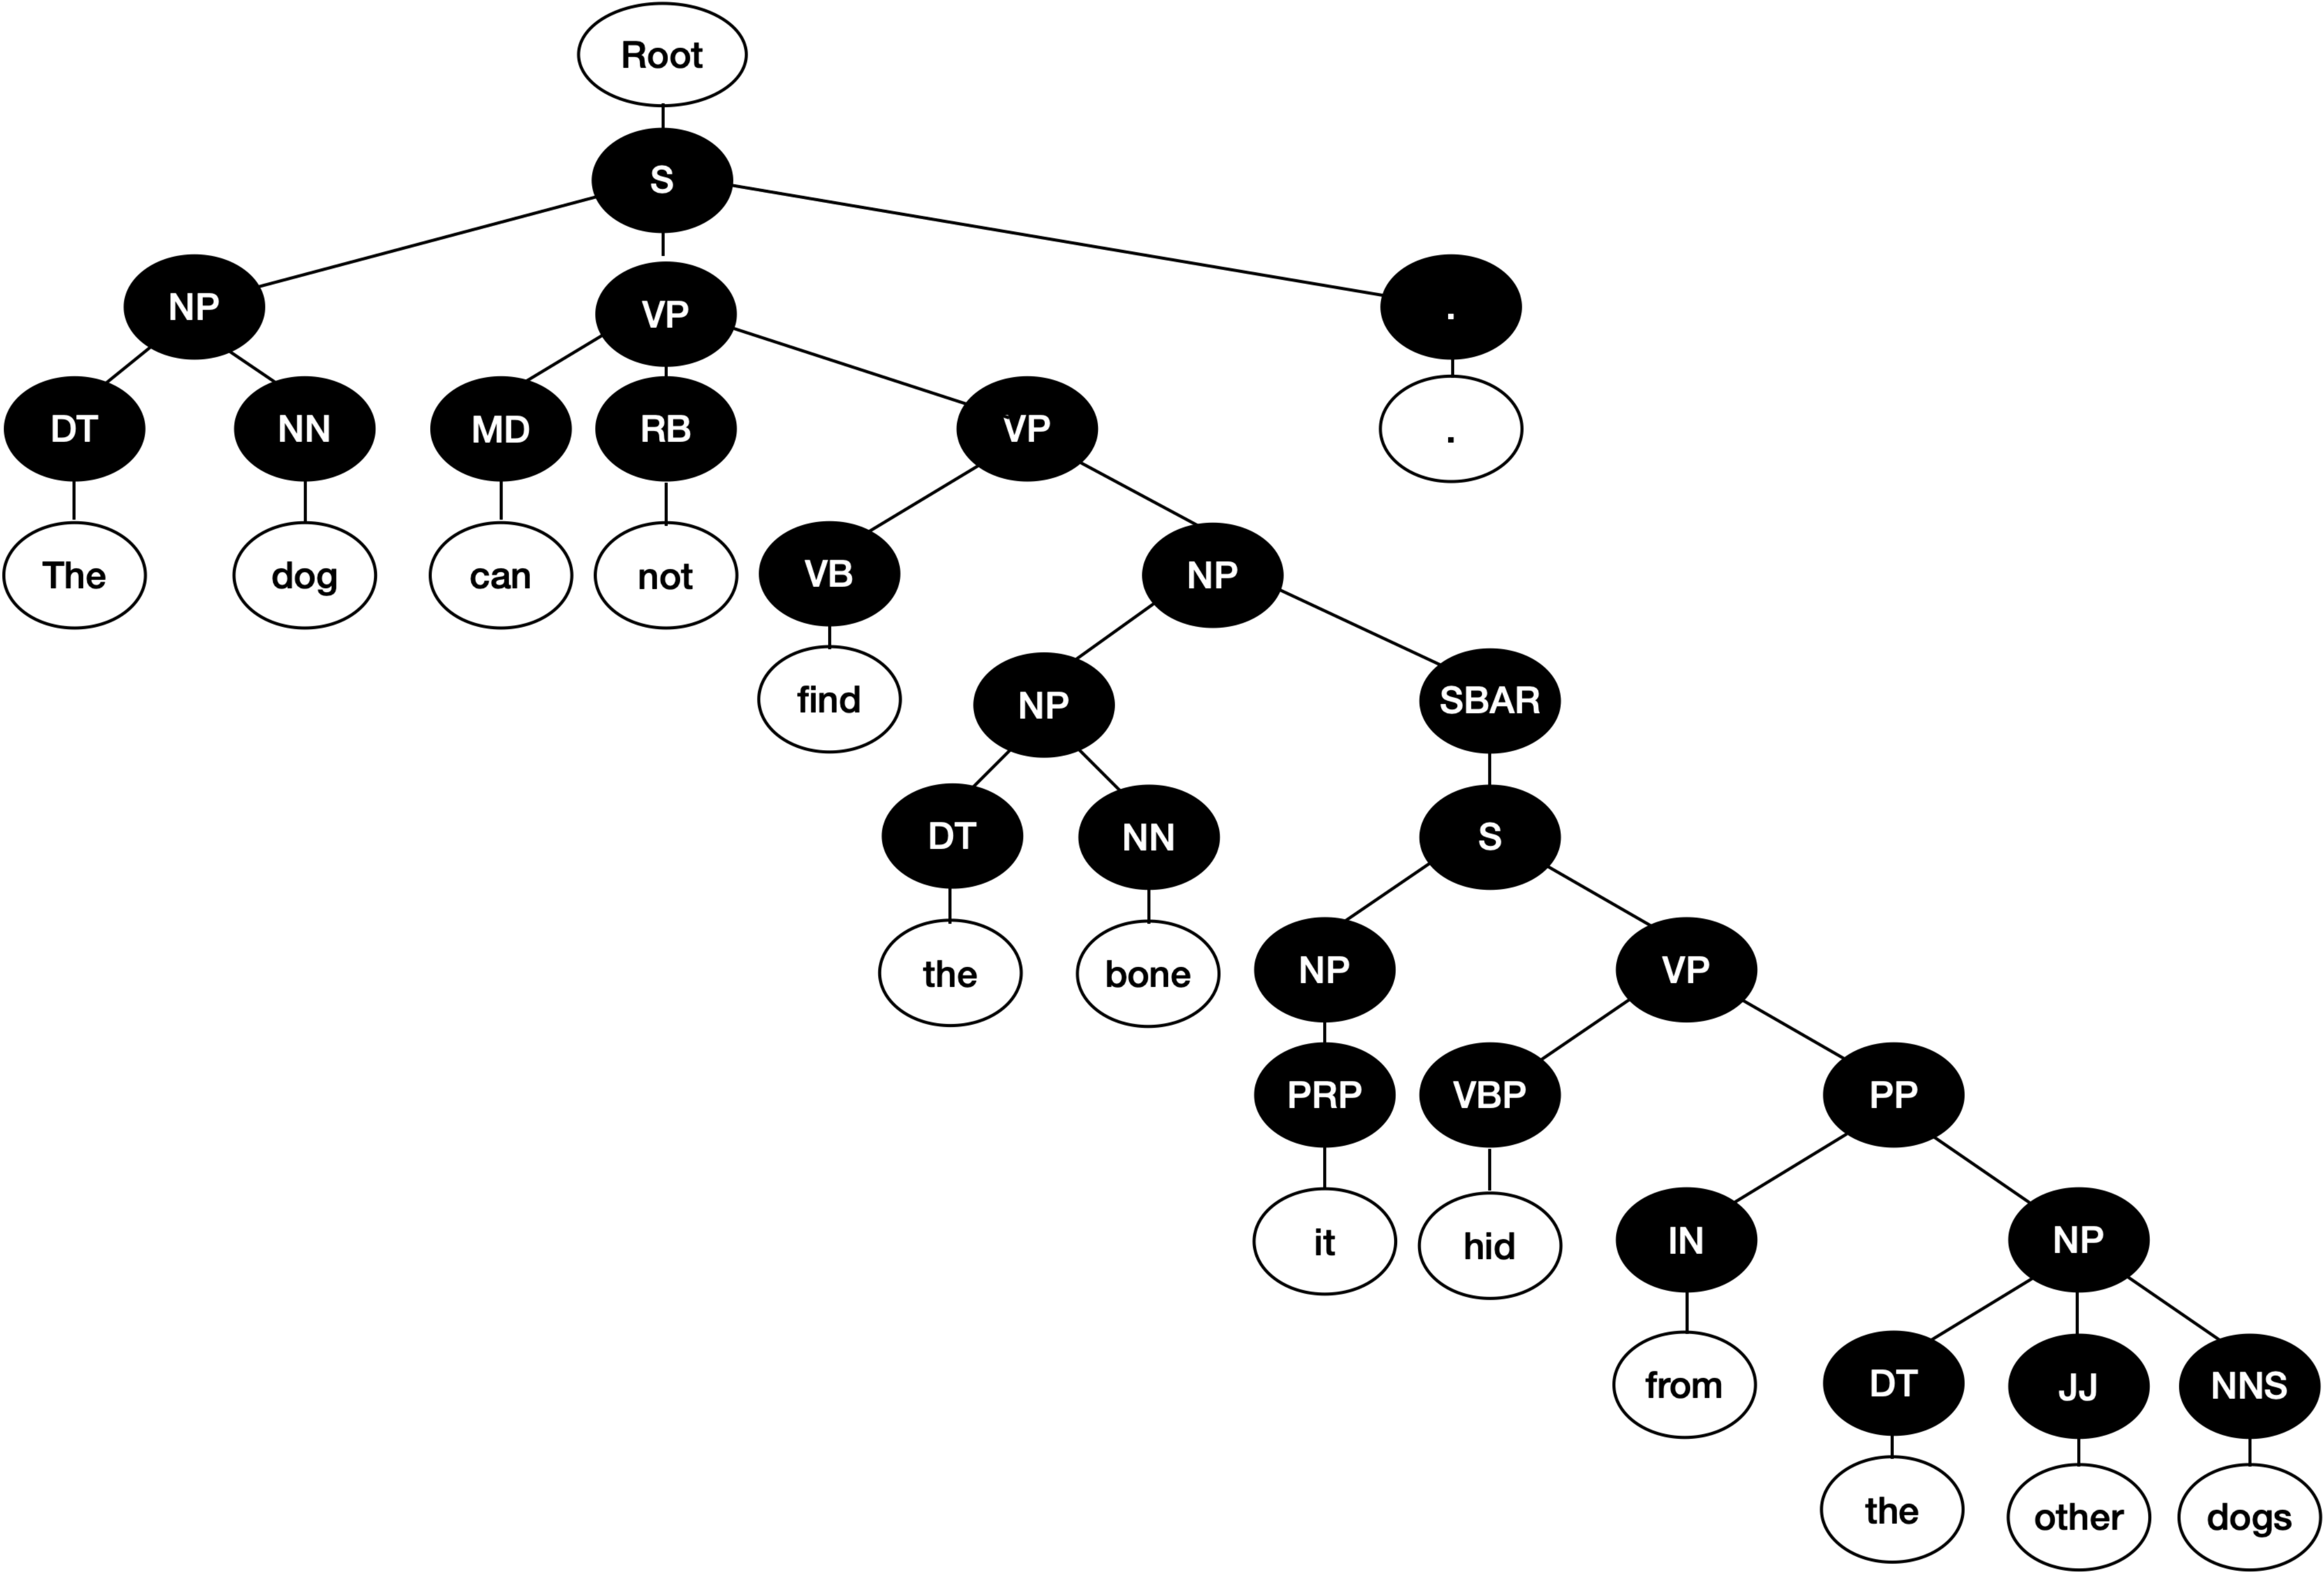 Root
S
NP VP .
DT NN MD RB VP .
The dog can not VB NP
find NP SBAR
DT NN S
the bone NP VP
PRP VBP PP
it hid IN NP
from DT JJ NNS
the other dogs